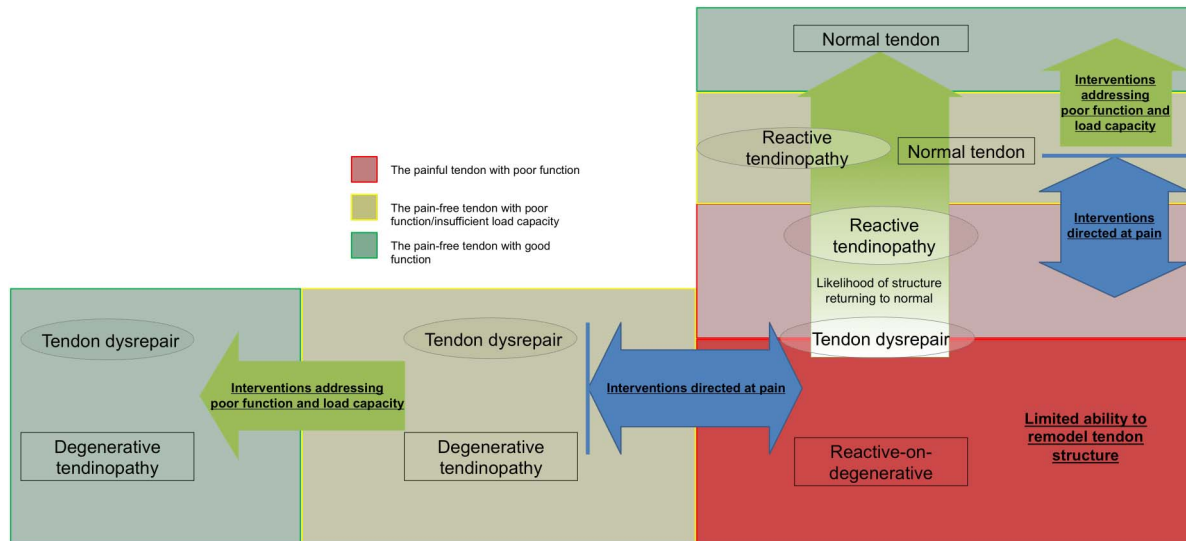 Normal tendon
Interventions
addressing
poor function and
load capacity
Reactive
tendinopathy
Normal tendon
The painful tendon with poor function
The pain-free tendon with poor
function/insufficient load capacity
The pain-free tendon with good
function
Reactive
tendinopathy
Interventions
directed at pain
Likelihood of structure
returning to normal
Tendon dysrepair
Tendon dysrepair
Tendon dysrepair
Interventions addressing
poor function and load capacity
Interventions directed at pain
Degenerative
tendinopathy
Degenerative
tendinopathy
Reactive-on-
degenerative
Limited ability to
remodel tendon
structure